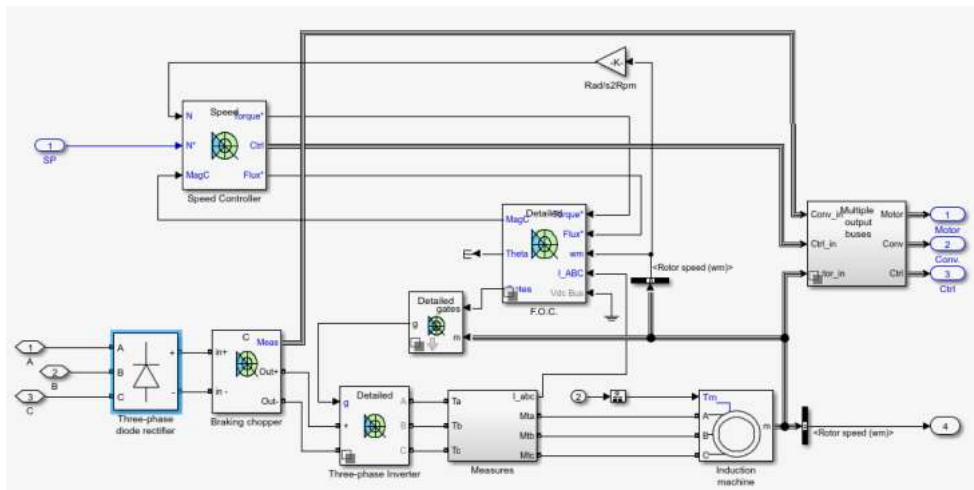 -K-
Rad/s2Rpm
Speed
N
Torque*
1
SP
N*
Ctrl
MagC
Flux*
Speed Controller
Detailed
MagC
Torque*
Flux*
Theta
wm
I_ABC
Vdc Bus
F.O.C.
<Rotor speed (wm)>
Conv_in
Multiple
output
buses
Motor
1
Motor
Ctrl_in
Conv
2
Conv.
Ctrl
3
Ctrl
Detailed
gates
g
m
1
A
2
B
3
C
A
B
C
+
-
Three-phase
diode rectifier
C
Meas
in+
Out+
in -
Out-
Braking chopper
Detailed
g
+
A
B
C
Three-phase Inverter
Ta
Tb
Tc
I_abc
Mta
Mtb
Mtc
Measures
2
Tm
A
B
C
m
Induction
machine
<Rotor speed (wm)>
4